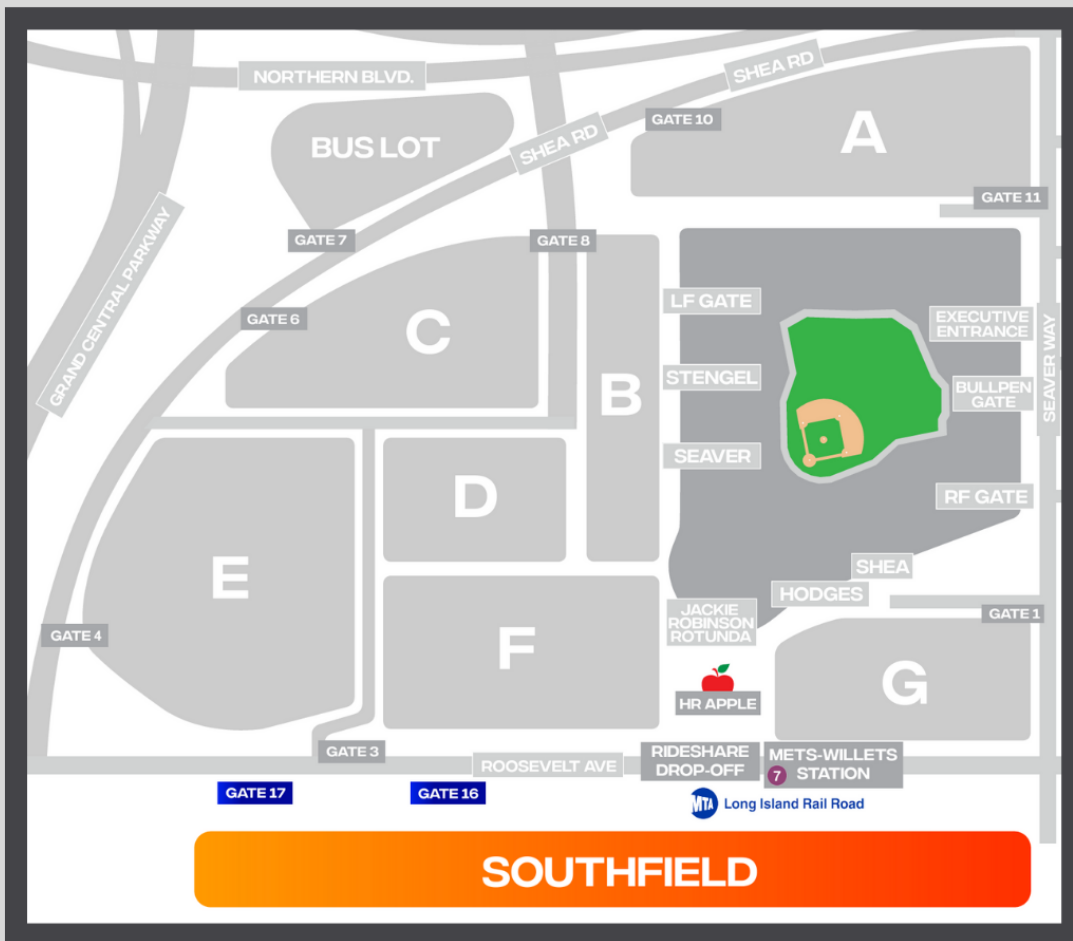 NORTHERN BLVD.
SHEA RD
GATE 10
A
BUS LOT
SHEA RD
GATE 11
GRAND CENTRAL PARKWAY
GATE 7
GATE 8
GATE 6
C
B
LF GATE
EXECUTIVE
ENTRANCE
SEAVER WAY
STENGEL
BULLPEN
GATE
SEAVER
D
RF GATE
E
SHEA
HODGES
GATE 4
F
JACKIE
ROBINSON
ROTUNDA
GATE 1
G
HR APPLE
GATE 3
ROOSEVELT AVE
RIDESHARE
DROP-OFF
METS-WILLETS
7 STATION
GATE 17
GATE 16
MTA Long Island Rail Road
SOUTHFIELD